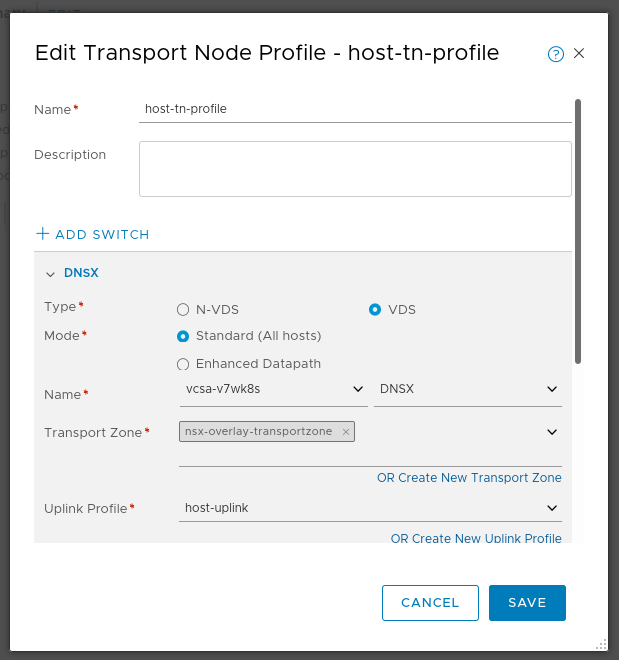 Edit Transport Node Profile - host-tn-profile
Name*
host-tn-profile
Description
+ ADD SWITCH
DNSX
Type*
N-VDS
VDS
Mode*
Standard (All hosts)
Enhanced Datapath
Name*
vcsa-v7wk8s
DNSX
Transport Zone*
nsx-overlay-transportzone ×
OR Create New Transport Zone
Uplink Profile*
host-uplink
OR Create New Uplink Profile
CANCEL
SAVE